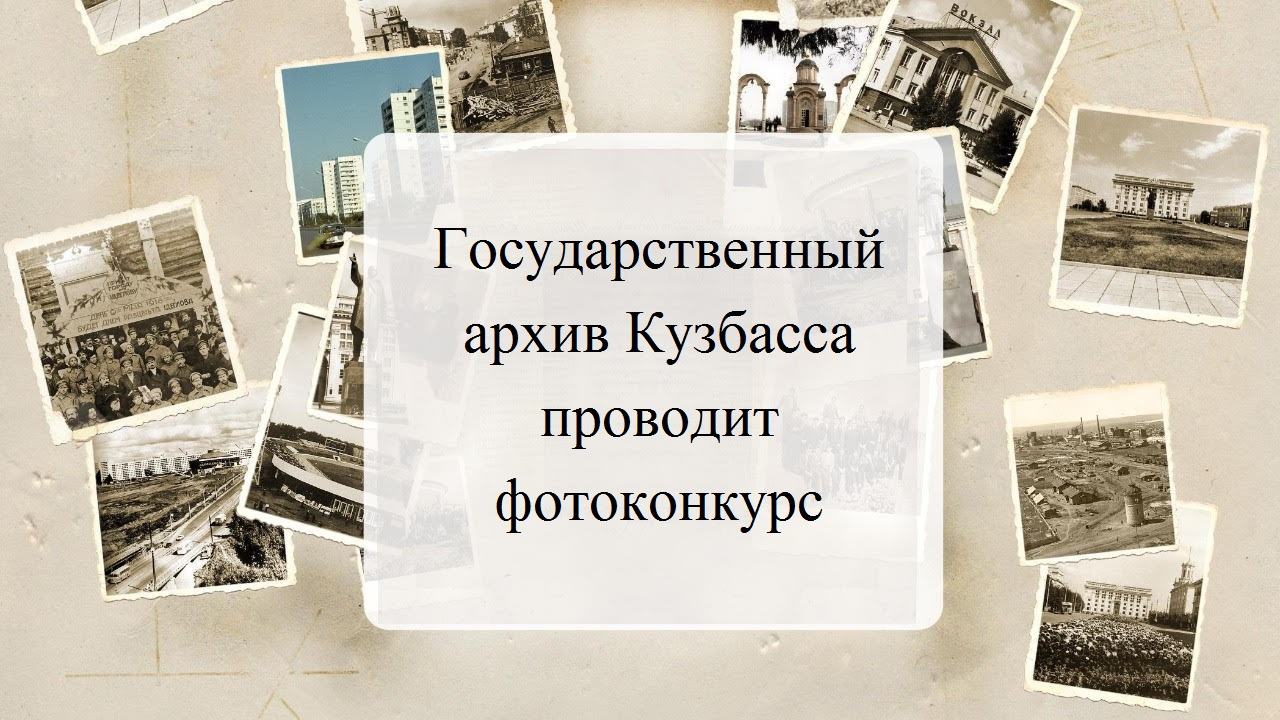 ВОКЗАЛ
Государственный
архив Кузбасса
проводит
фотоконкурс